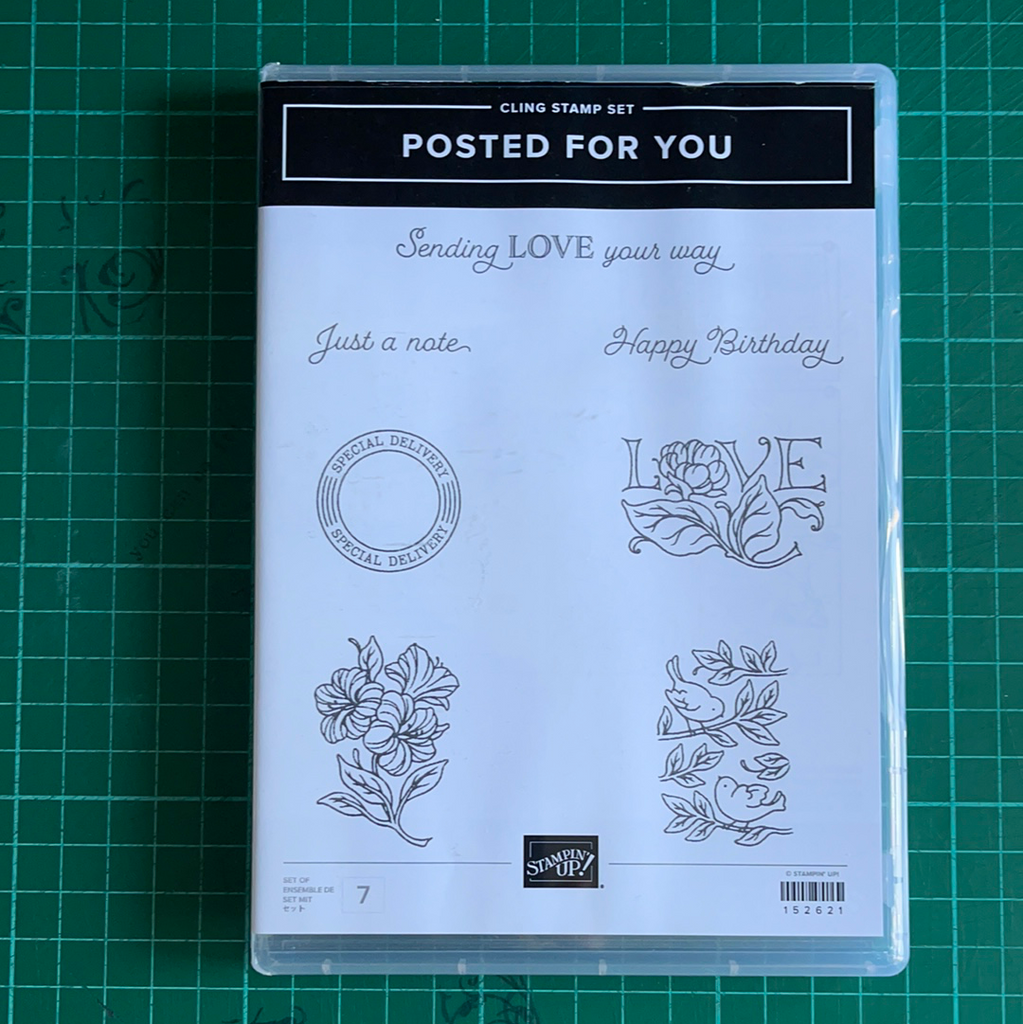 CLING STAMP SET
POSTED FOR YOU
Sending LOVE your way
Just a note
Happy Birthday
SPECIAL DELIVERY
SPECIAL DELIVERY
LOVE
STAMPIN' UP!®
SET OF
ENSEMBLE DE
SET MIT
セット
7
© STAMPIN' UP!
152621